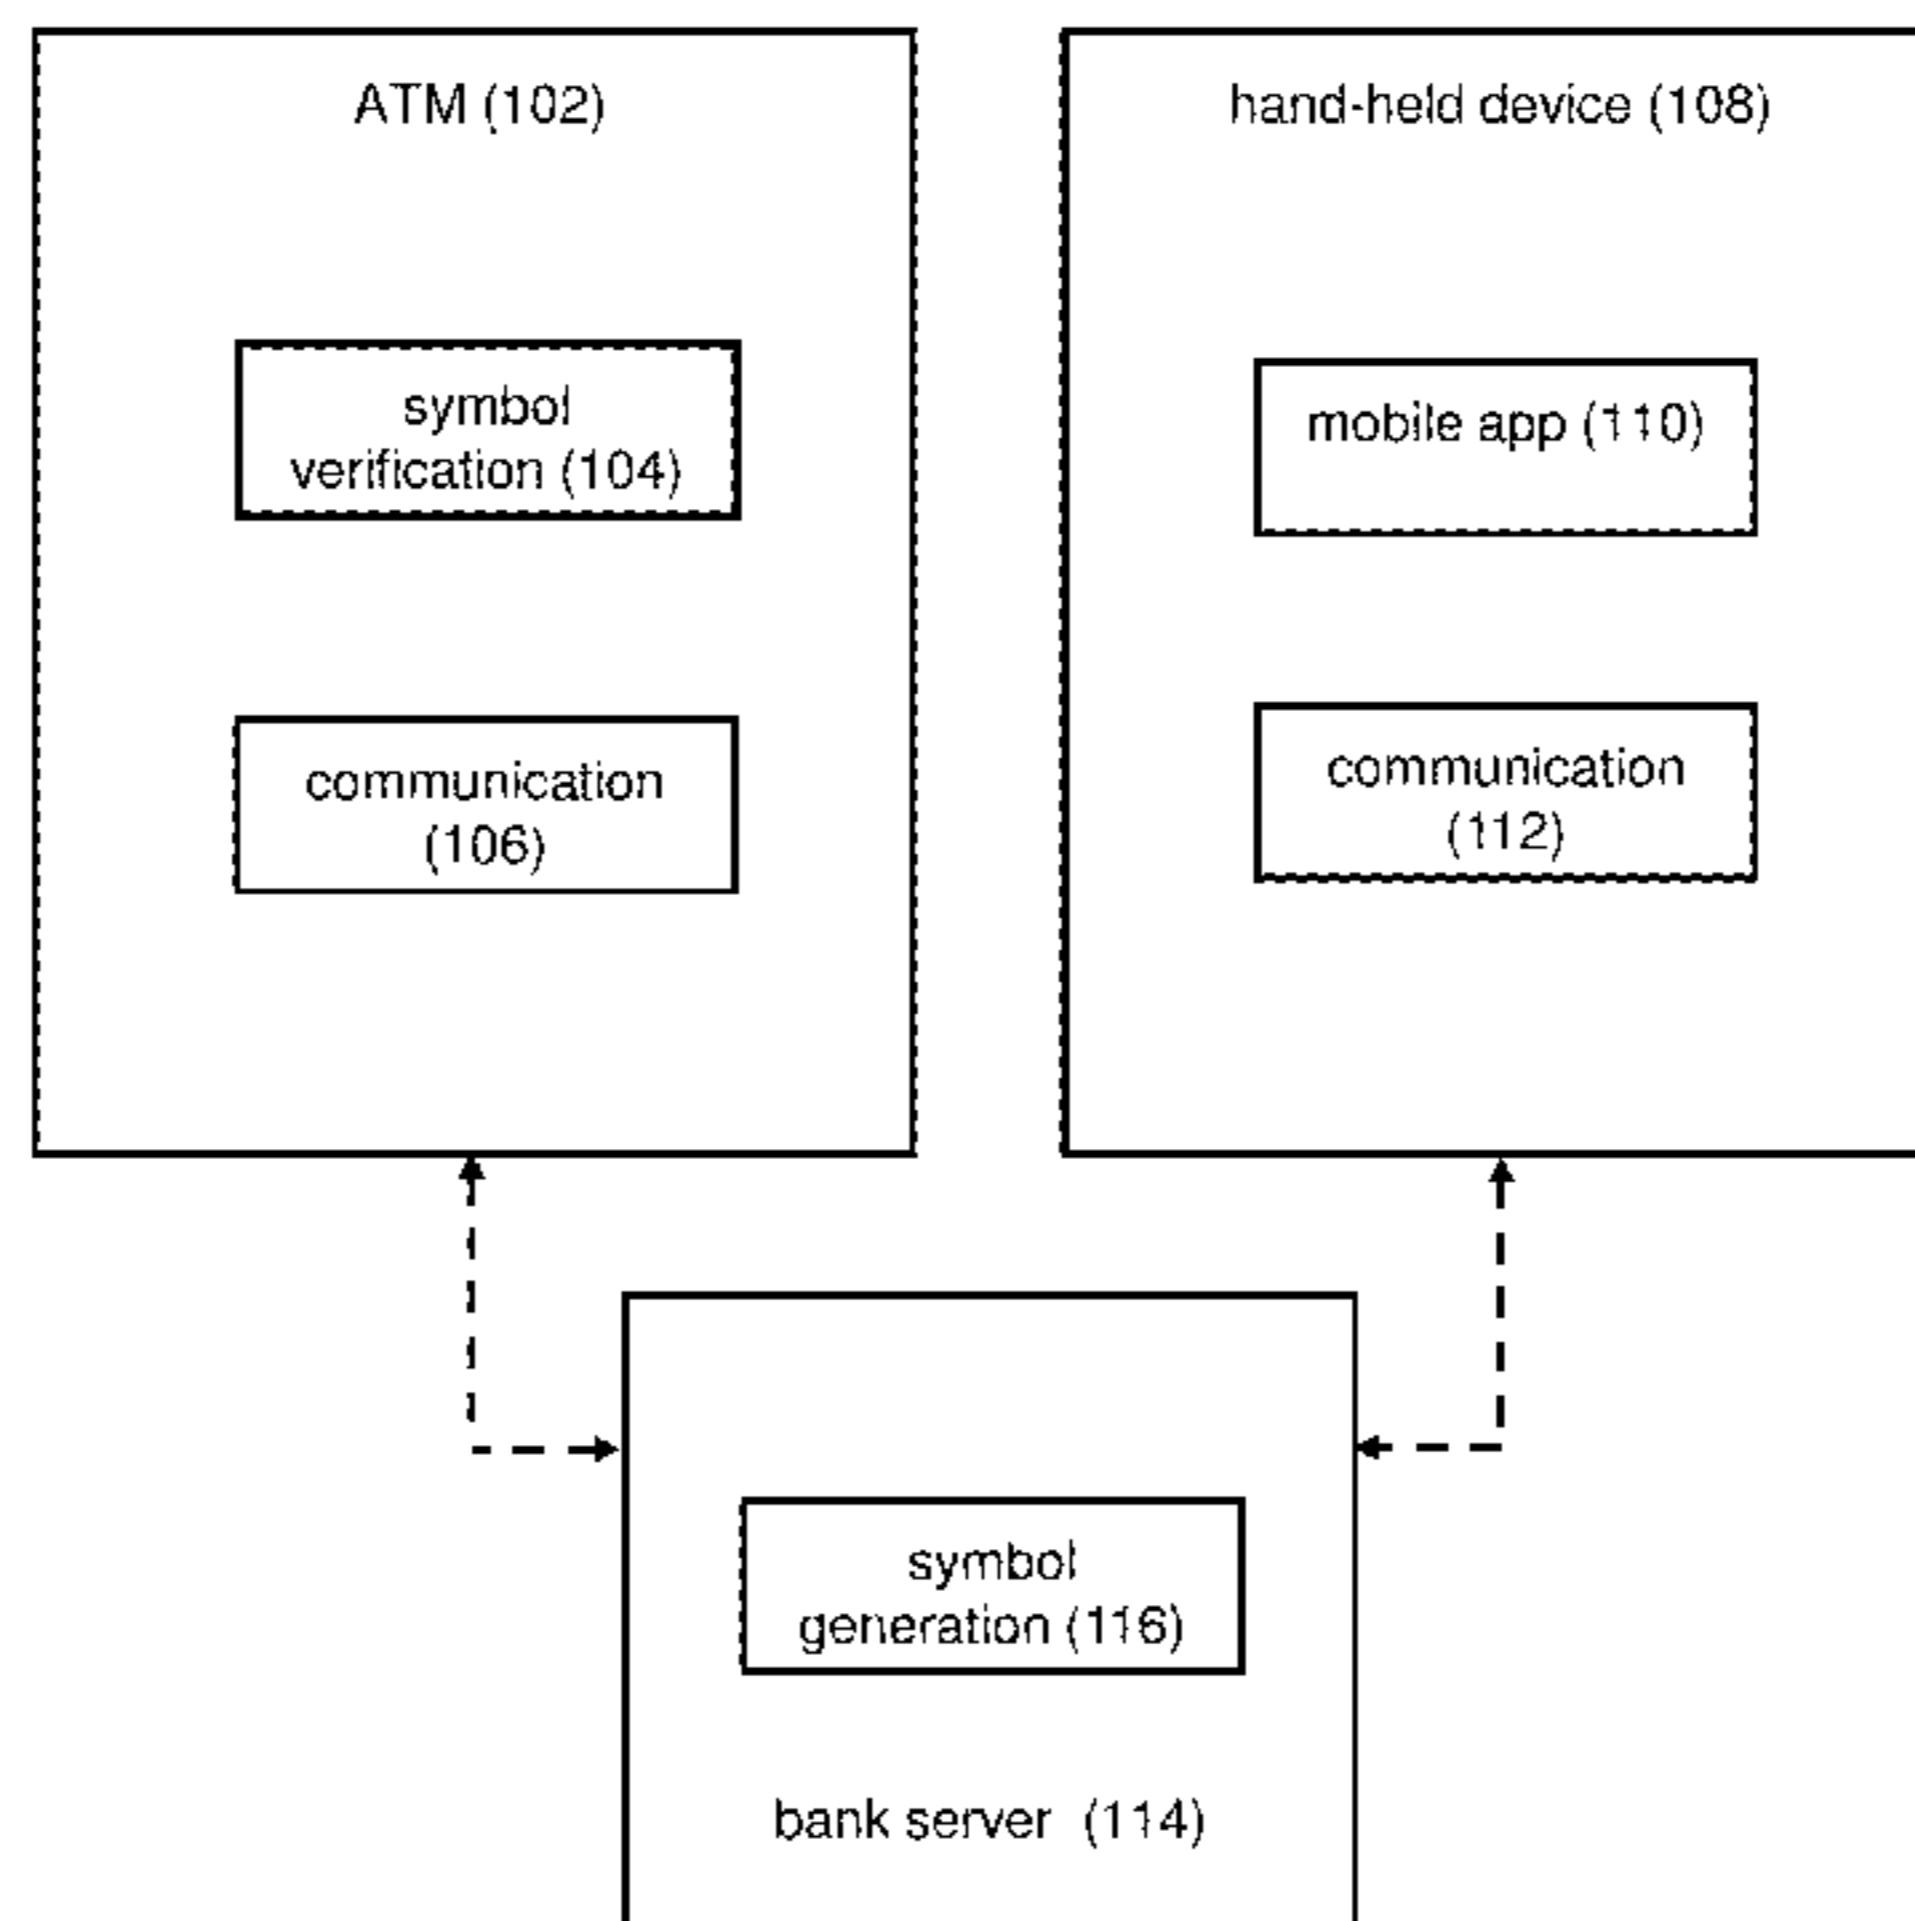 ATM (102)
symbol
verification (104)
communication
(106)
hand-held device (108)
mobile app (110)
communication
(112)
symbol
generation (116)
bank server (114)